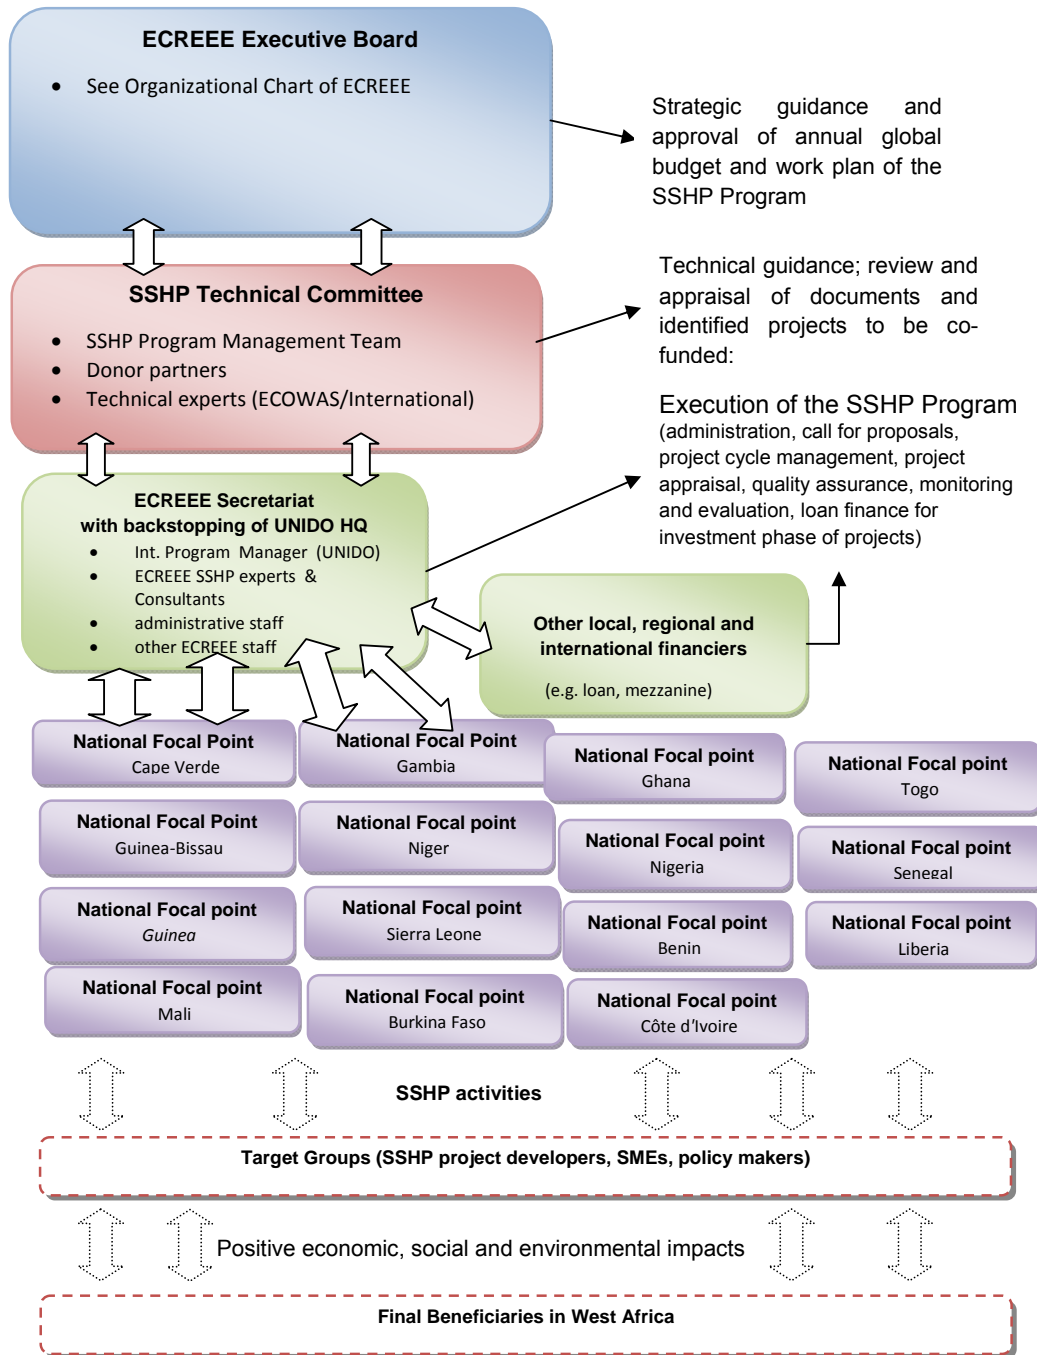 ECREEE Executive Board
• See Organizational Chart of ECREEE
Strategic guidance and
approval of annual global
budget and work plan of the
SSHP Program
SSHP Technical Committee
• SSHP Program Management Team
• Donor partners
• Technical experts (ECOWAS/International)
Technical guidance; review and
appraisal of documents and
identified projects to be co-
funded:
Execution of the SSHP Program
(administration, call for proposals,
project cycle management, project
appraisal, quality assurance, monitoring
and evaluation, loan finance for
investment phase of projects)
ECREEE Secretariat
with backstopping of UNIDO HQ
• Int. Program Manager (UNIDO)
• ECREEE SSHP experts &
Consultants
• administrative staff
• other ECREEE staff
Other local, regional and
international financiers
(e.g. loan, mezzanine)
National Focal Point
Cape Verde
National Focal Point
Gambia
National Focal point
Ghana
National Focal point
Togo
National Focal Point
Guinea-Bissau
National Focal point
Niger
National Focal point
Nigeria
National Focal point
Senegal
National Focal point
Guinea
National Focal point
Sierra Leone
National Focal point
Benin
National Focal point
Liberia
National Focal point
Mali
National Focal point
Burkina Faso
National Focal point
Côte d'Ivoire
SSHP activities
Target Groups (SSHP project developers, SMEs, policy makers)
Positive economic, social and environmental impacts
Final Beneficiaries in West Africa